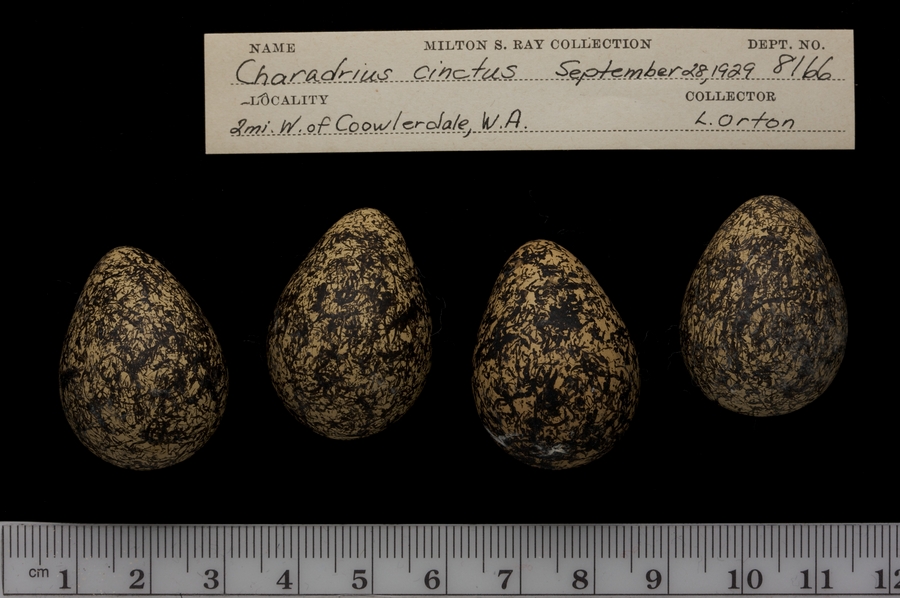 NAME MILTON S. RAY COLLECTION DEPT. NO.
Charadrius cinctus September 28, 1929 8166
LOCALITY COLLECTOR
2mi. W. of Coowlerdale, W.A. L. Orton
cm 1 2 3 4 5 6 7 8 9 10 11 12